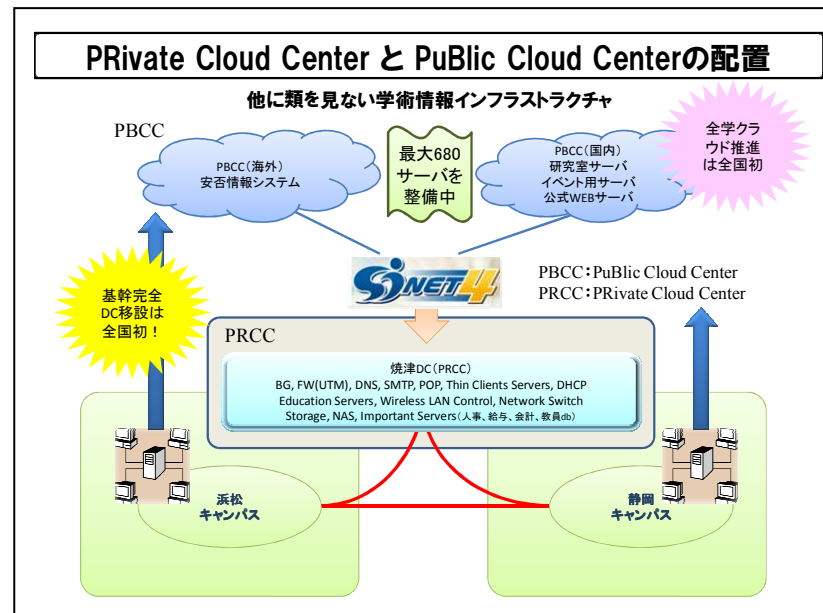 PRivate Cloud Center と PuBlic Cloud Centerの配置
他に類を見ない学術情報インフラストラクチャ
PBCC
PBCC(海外)
安否情報システム
最大680
サーバを
整備中
PBCC(国内)
研究室サーバ
イベント用サーバ
公式WEBサーバ
全学クラ
ウド推進
は全国初
SINET4
基幹完全
DC移設は
全国初！
PBCC：PuBlic Cloud Center
PRCC：PRivate Cloud Center
PRCC
焼津DC(PRCC)
BG, FW(UTM), DNS, SMTP, POP, Thin Clients Servers, DHCP
Education Servers, Wireless LAN Control, Network Switch
Storage, NAS, Important Servers(人事、給与、会計、教員db)
浜松
キャンパス
静岡
キャンパス